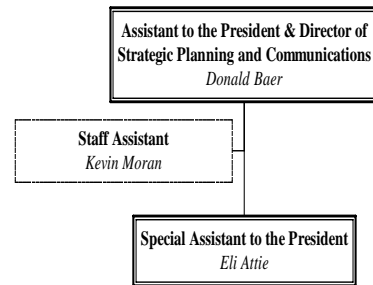 Assistant to the President & Director of
Strategic Planning and Communications
Donald Baer
Staff Assistant
Kevin Moran
Special Assistant to the President
Eli Attie